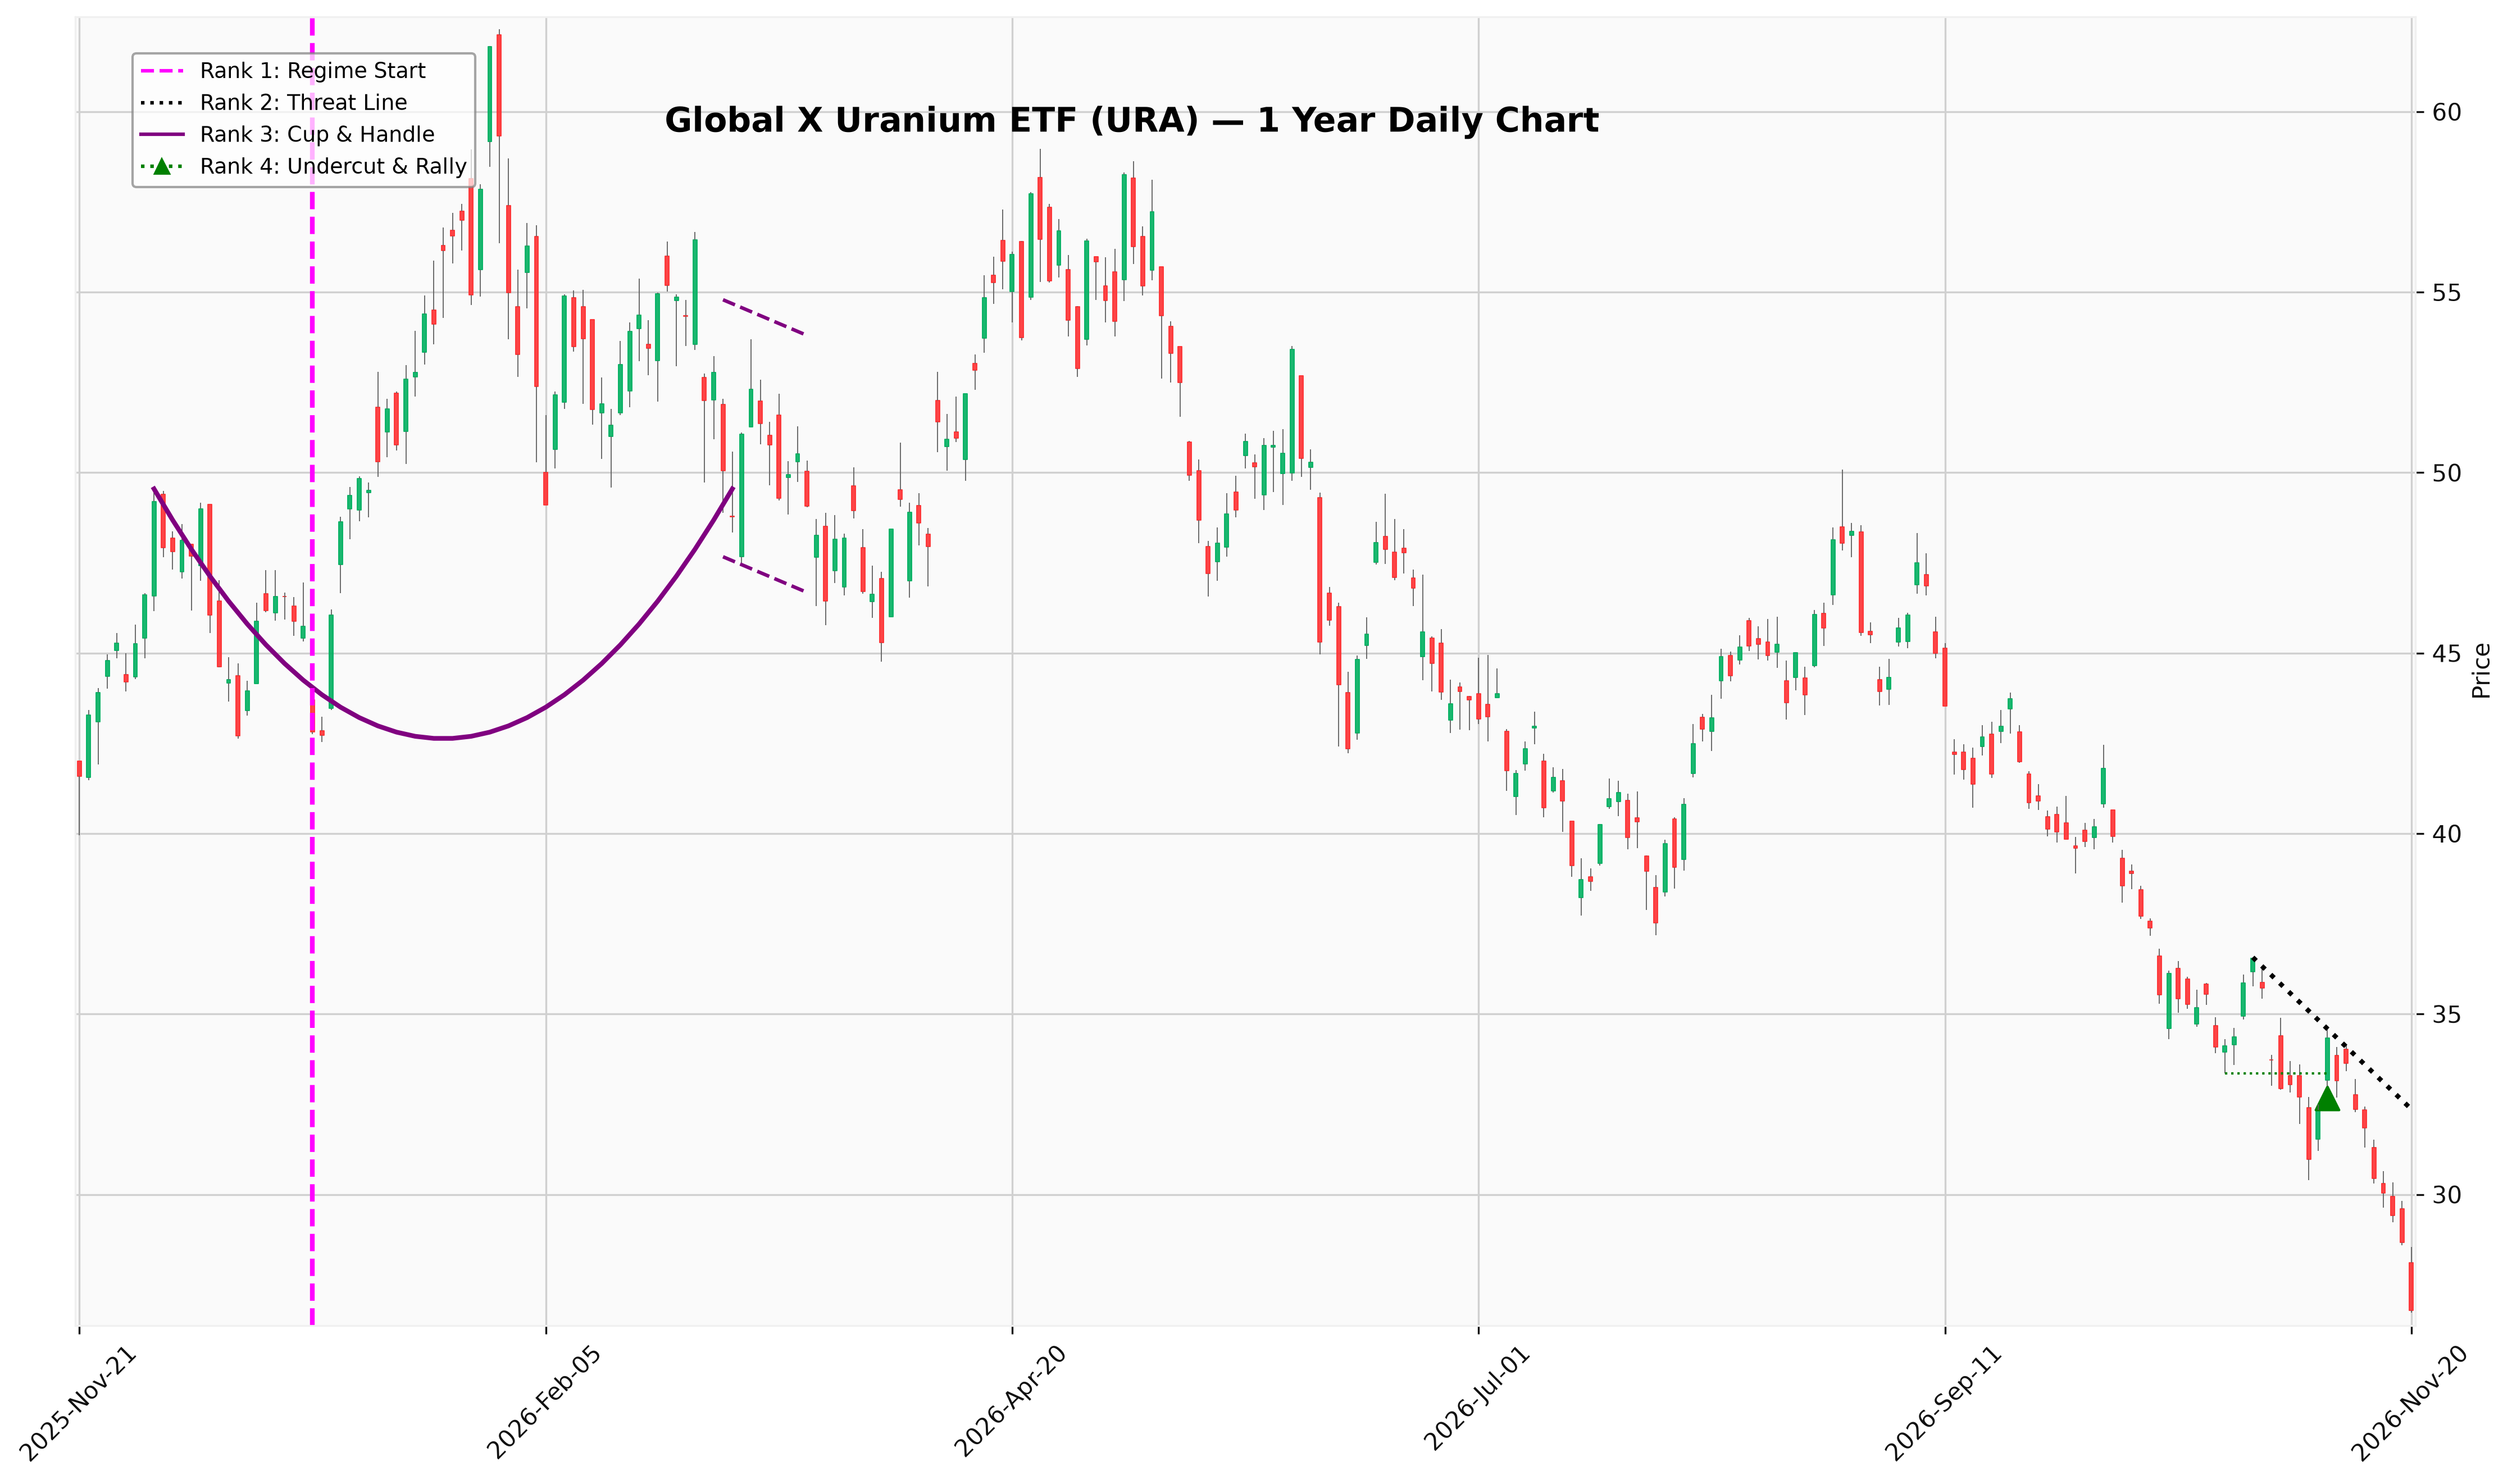 Rank 1: Regime Start
Rank 2: Threat Line
Rank 3: Cup & Handle
Rank 4: Undercut & Rally
Global X Uranium ETF (URA) — 1 Year Daily Chart
60
55
50
45
40
35
30
Price
2025-Nov-21
2026-Feb-05
2026-Apr-20
2026-Jul-01
2026-Sep-11
2026-Nov-20